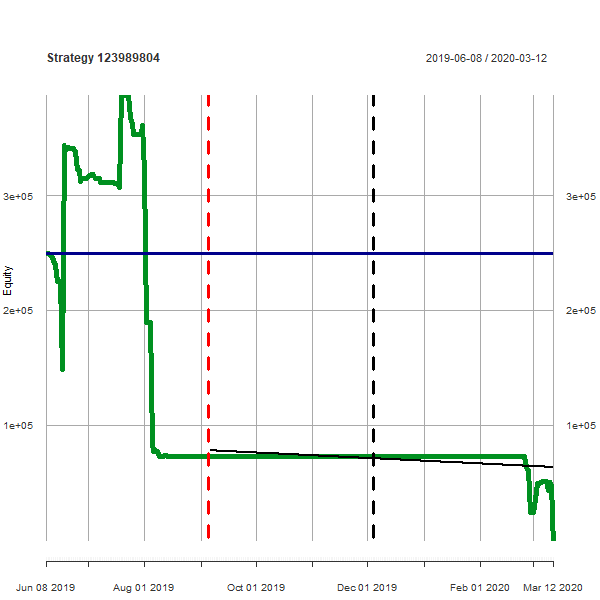 Strategy 123989804 2019-06-08 / 2020-03-12
3e+05 3e+05
Equity
2e+05 2e+05
1e+05 1e+05
Jun 08 2019 Aug 01 2019 Oct 01 2019 Dec 01 2019 Feb 01 2020 Mar 12 2020